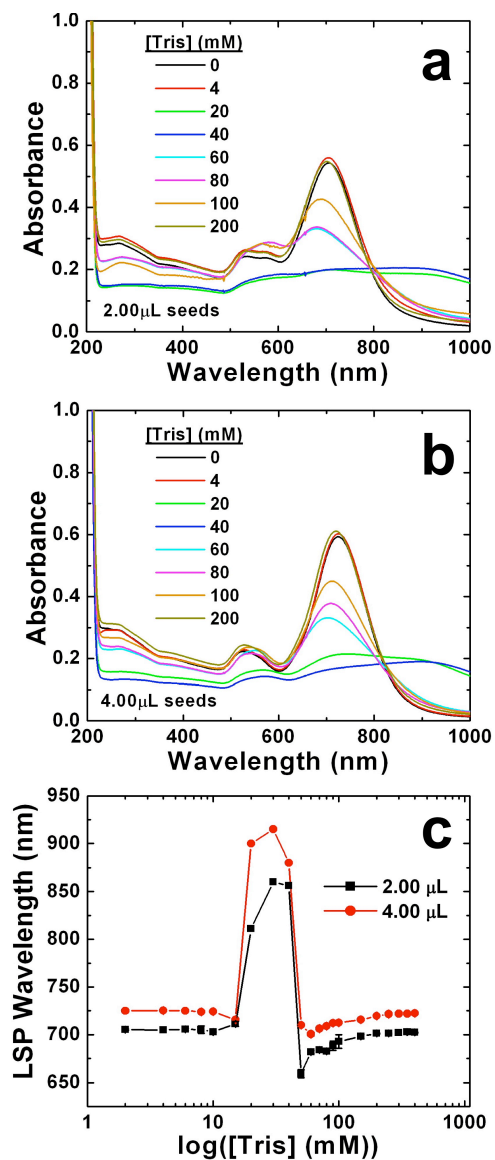 a
[Tris] (mM)
0
4
20
40
60
80
100
200
1.0
0.8
0.6
0.4
0.2
0.0
Absorbance
2.00μL seeds
200 400 600 800 1000
Wavelength (nm)
b
[Tris] (mM)
0
4
20
40
60
80
100
200
1.0
0.8
0.6
0.4
0.2
0.0
Absorbance
4.00μL seeds
200 400 600 800 1000
Wavelength (nm)
c
950
900
850
800
750
700
650
LSP Wavelength (nm)
2.00 μL
4.00 μL
1 10 100 1000
log([Tris] (mM))